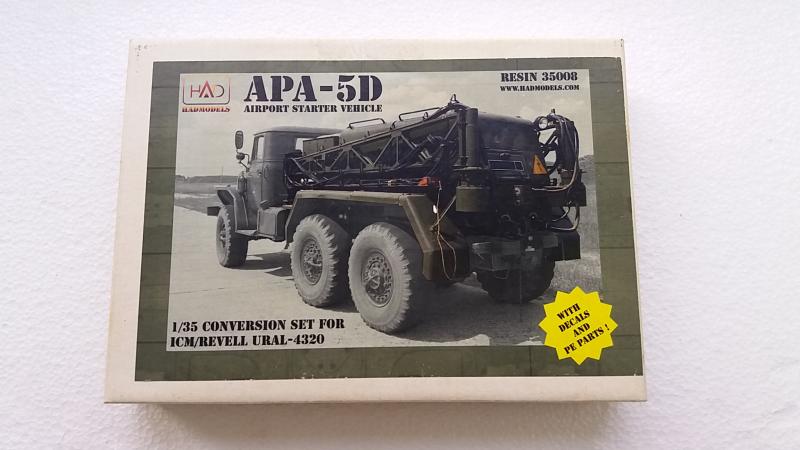 HAD
HADMODELS
APA-5D
AIRPORT STARTER VEHICLE
RESIN 35008
WWW.HADMODELS.COM
1/35 CONVERSION SET FOR
ICM/REVELL URAL-4320
WITH
DECALS
AND
PE PARTS !